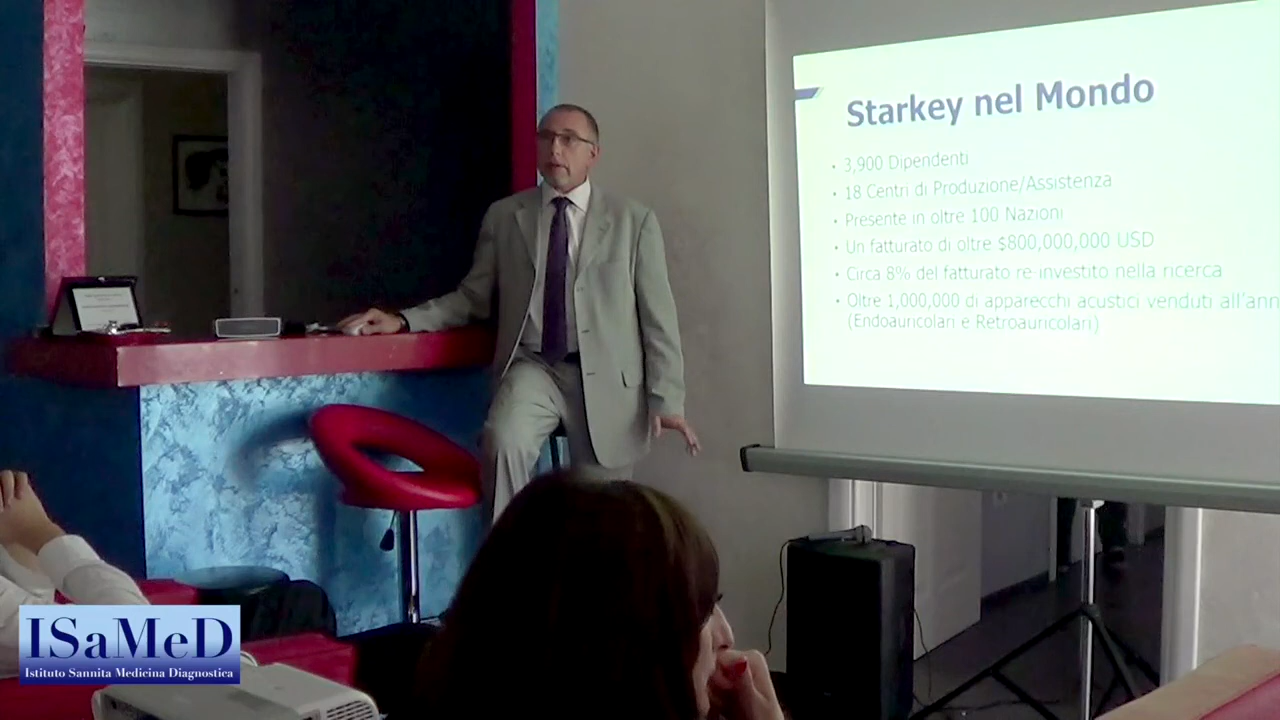 Starkey nel Mondo
• 3,900 Dipendenti
• 18 Centri di Produzione/Assistenza
• Presente in oltre 100 Nazioni
• Un fatturato di oltre $800,000,000 USD
• Circa 8% del fatturato re investito nella ricerca
• Oltre 1,000,000 di apparecchi acustici venduti all'ann
(Endoauricolari e Retroauricolari)
ISaMeD
Istituto Sannita Medicina Diagnostica